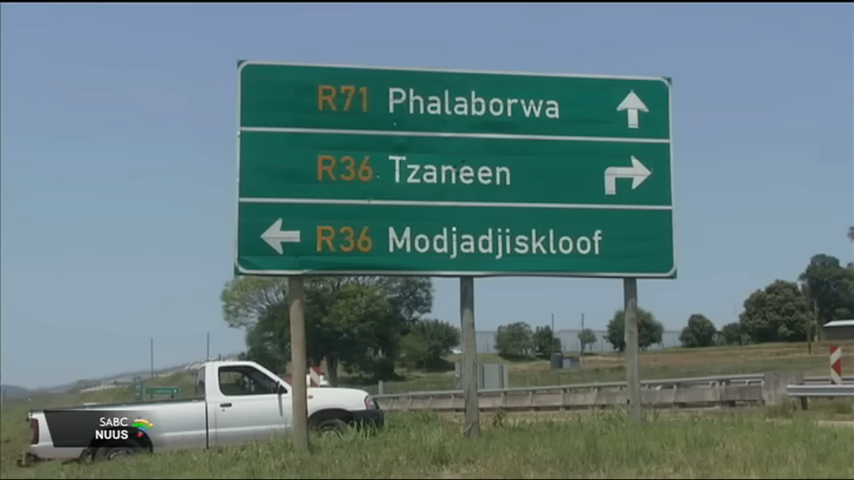 R71 Phalaborwa
R36 Tzaneen
R36 Modjadjiskloof
SABC
NUUS